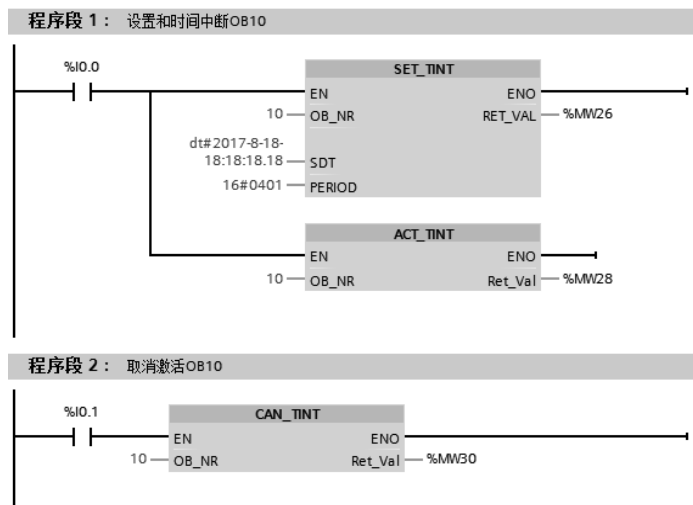 程序段 1： 设置和时间中断OB10
%I0.0
SET_TINT
EN ENO
10 OB_NR RET_VAL %MW26
dt#2017-8-18-
18:18:18.18 SDT
16#0401 PERIOD
ACT_TINT
EN ENO
10 OB_NR Ret_Val %MW28
程序段 2： 取消激活OB10
%I0.1
CAN_TINT
EN ENO
10 OB_NR Ret_Val %MW30